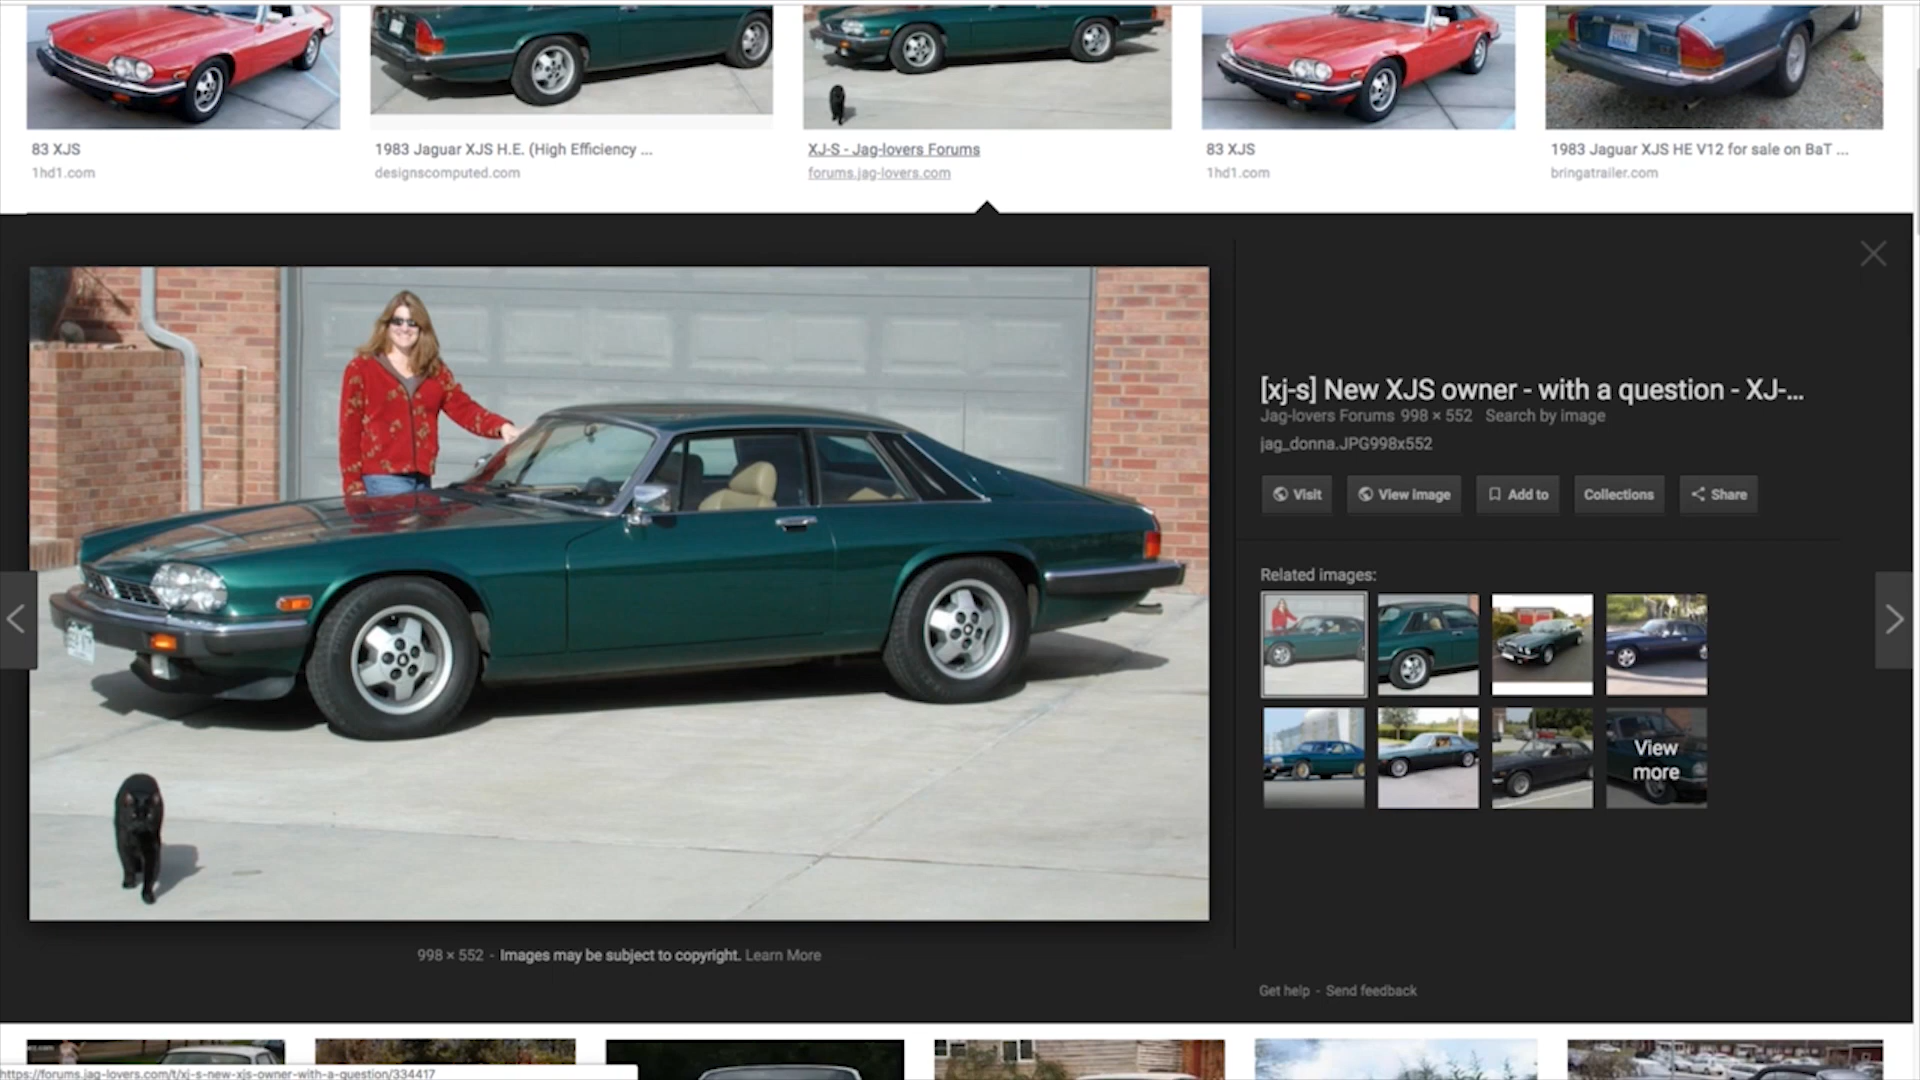 83 XJS
1hd1.com
1983 Jaguar XJS H.E. (High Efficiency ...
designscomputed.com
XJ-S - Jag-lovers Forums
forums.jag-lovers.com
83 XJS
1hd1.com
1983 Jaguar XJS HE V12 for sale on BaT ...
bringatrailer.com
[xj-s] New XJS owner - with a question - XJ-...
Jag-lovers Forums 998 × 552 Search by image
jag_donna.JPG998x552
Visit
View image
Add to
Collections
Share
Related images:
View
more
998 × 552 - Images may be subject to copyright. Learn More
Get help - Send feedback
https://forums.jag-lovers.com/t/xj-s-new-xjs-owner-with-a-question/334417